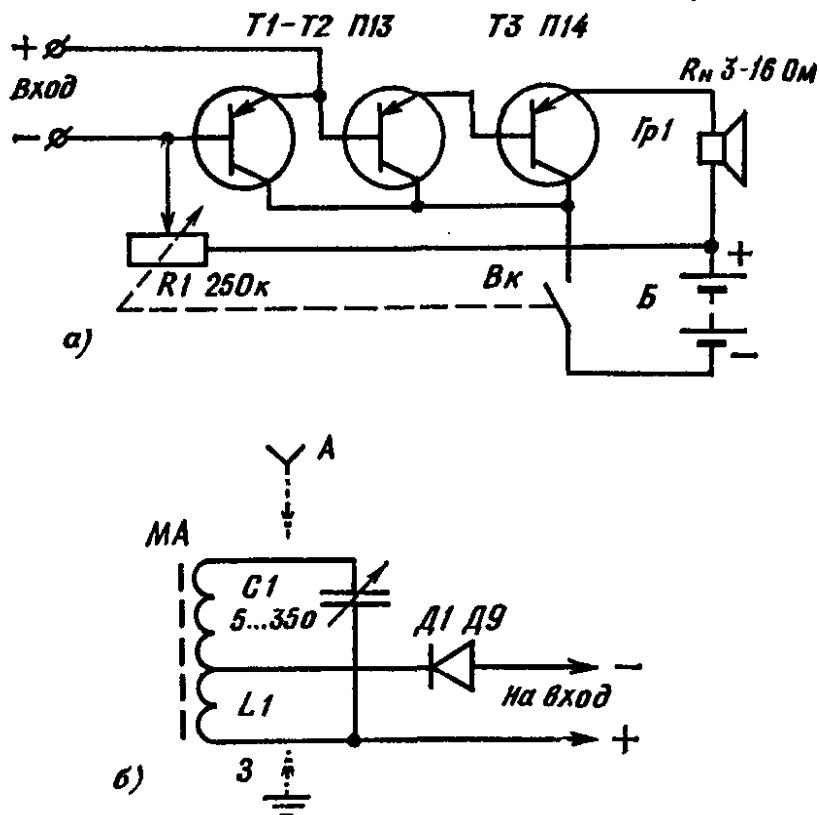 Т1-Т2 П13
Т3 П14
+
Вход
−
Rн 3-16 Ом
Гр1
R1 250к
Вк
+
Б
−
а)
А
МА
С1
5...350
Д1 Д9
−
На вход
L1
+
З
б)